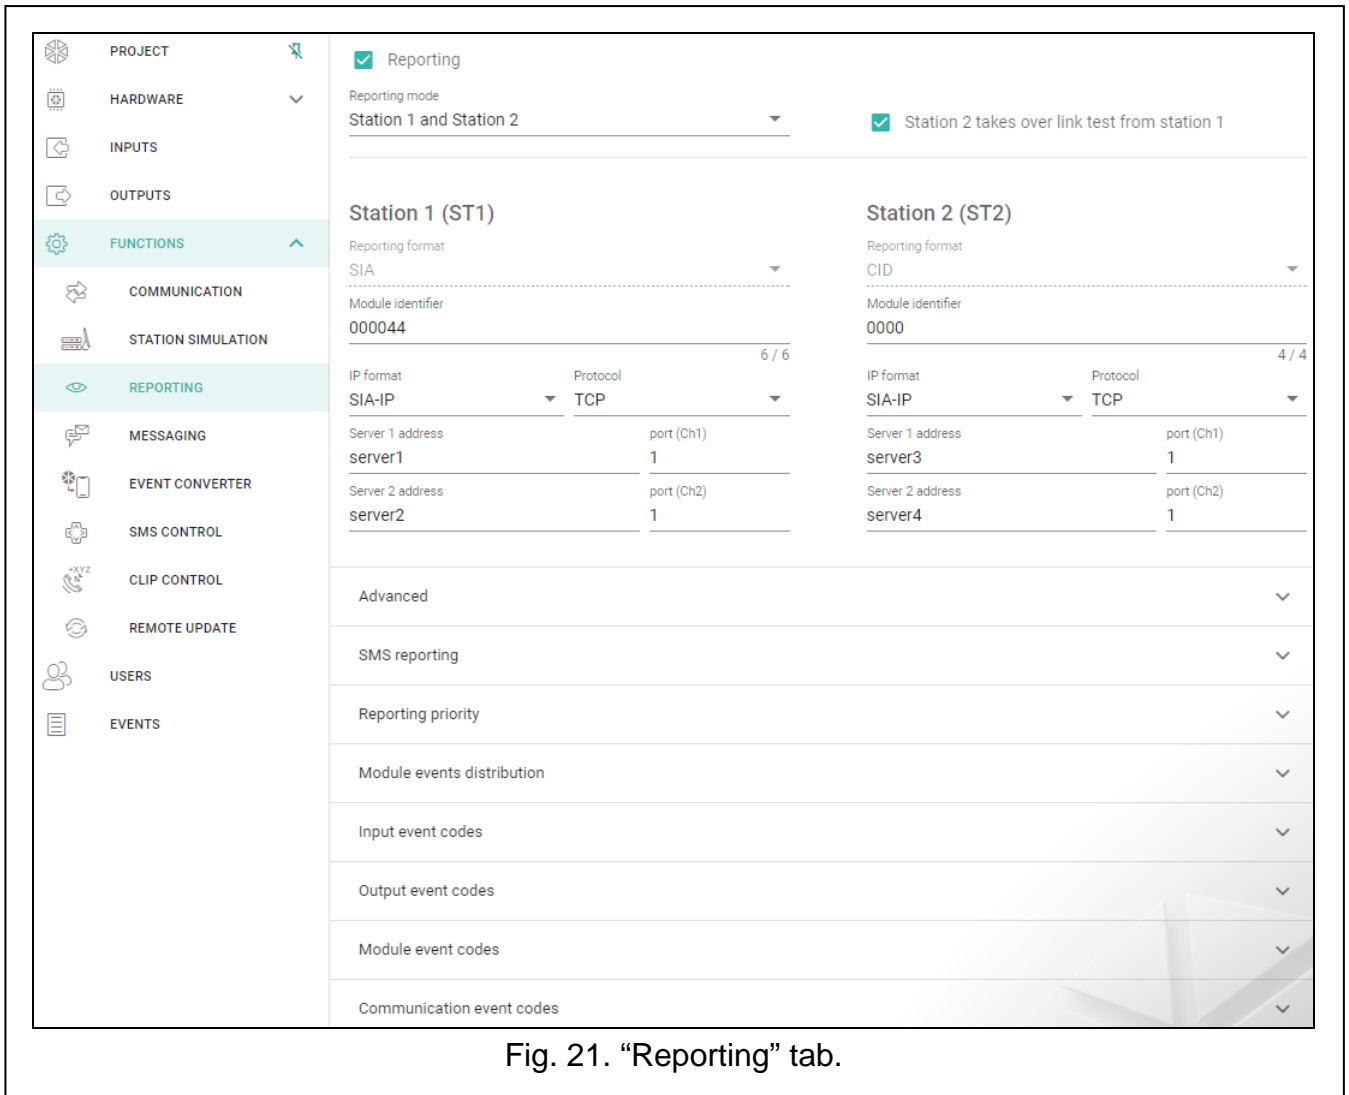 PROJECT
HARDWARE
INPUTS
OUTPUTS
FUNCTIONS
COMMUNICATION
STATION SIMULATION
REPORTING
MESSAGING
EVENT CONVERTER
SMS CONTROL
+XYZ
CLIP CONTROL
REMOTE UPDATE
USERS
EVENTS
Reporting
Reporting mode
Station 1 and Station 2
Station 2 takes over link test from station 1
Station 1 (ST1)
Reporting format
SIA
Module identifier
000044
6 / 6
IP format Protocol
SIA-IP TCP
Server 1 address port (Ch1)
server1 1
Server 2 address port (Ch2)
server2 1
Station 2 (ST2)
Reporting format
CID
Module identifier
0000
4 / 4
IP format Protocol
SIA-IP TCP
Server 1 address port (Ch1)
server3 1
Server 2 address port (Ch2)
server4 1
Advanced
SMS reporting
Reporting priority
Module events distribution
Input event codes
Output event codes
Module event codes
Communication event codes
Fig. 21. “Reporting” tab.